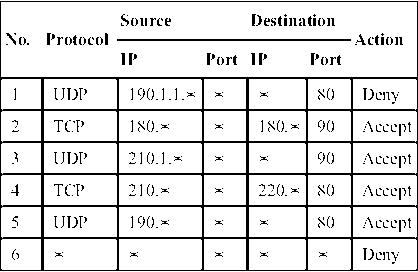 No. Protocol Source Destination Action
IP Port IP Port
1 UDP 190.1.1.* * * 80 Deny
2 TCP 180.* * 180.* 90 Accept
3 UDP 210.1.* * * 90 Accept
4 TCP 210.* * 220.* 80 Accept
5 UDP 190.* * * 80 Accept
6 * * * * * Deny